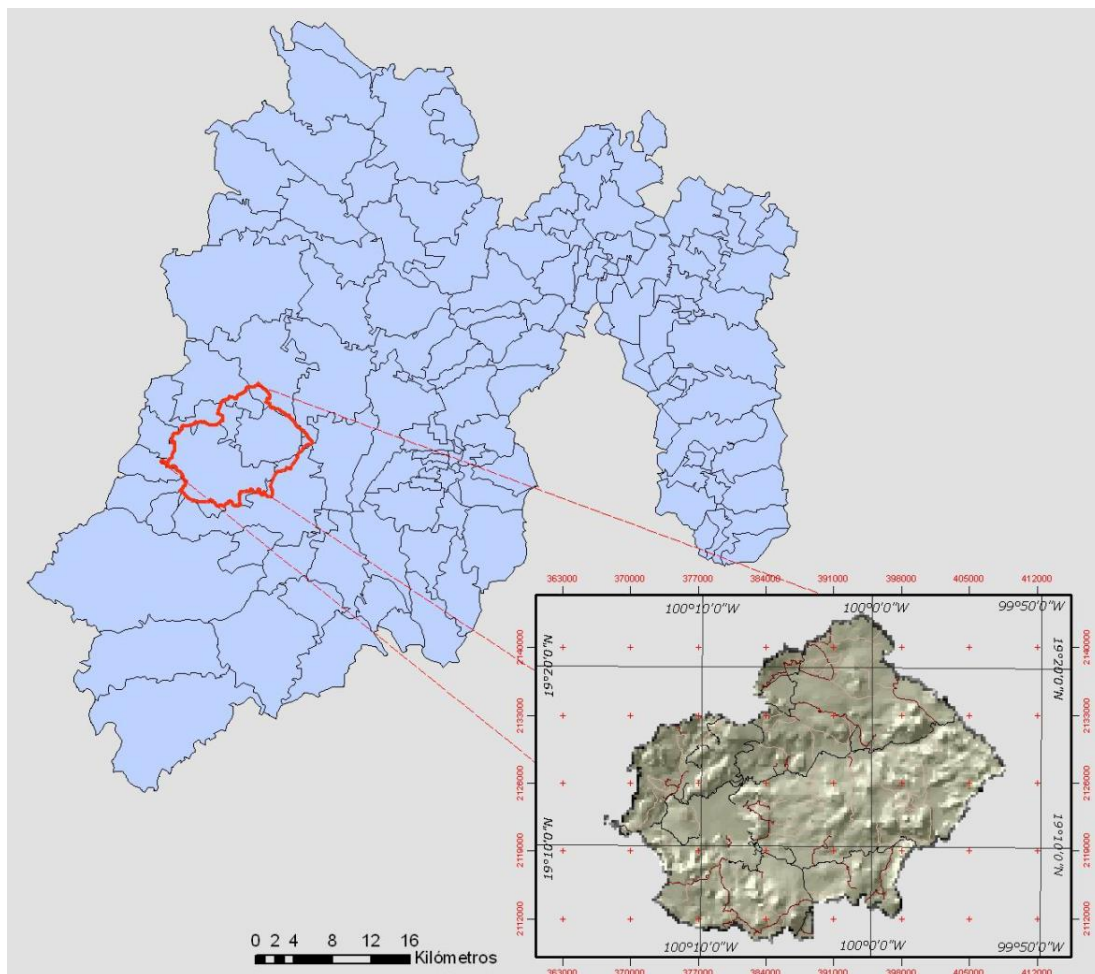 363000 370000 377000 384000 391000 398000 405000 412000
100°10'0"W 100°0'0"W 99°50'0"W
2140000 19°20'0"N 19°20'0"N 2140000
2133000 2133000
2126000 2126000
2119000 19°10'0"N 19°10'0"N 2119000
2112000 2112000
100°10'0"W 100°0'0"W 99°50'0"W
363000 370000 377000 384000 391000 398000 405000 412000
0 2 4 8 12 16
Kilómetros